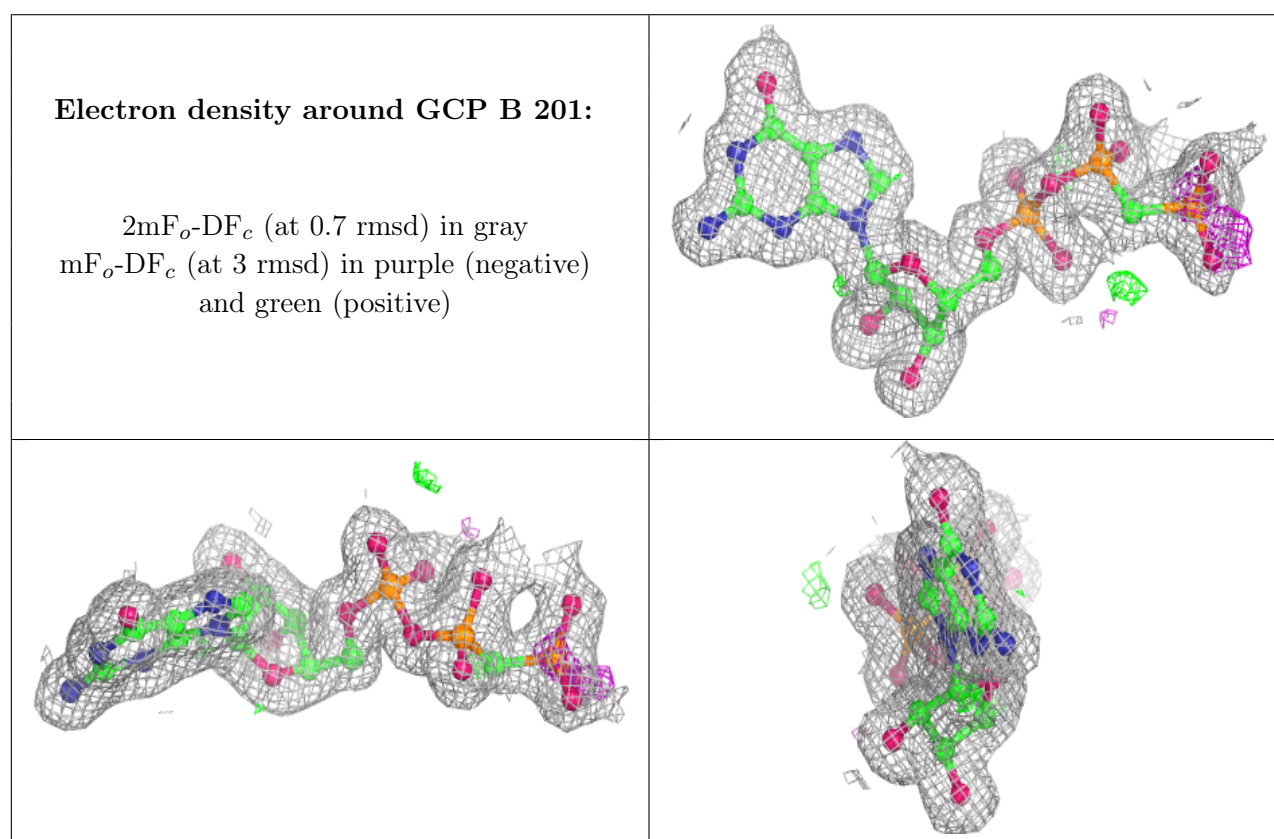 Electron density around GCP B 201:
2mFo-DFc (at 0.7 rmsd) in gray
mFo-DFc (at 3 rmsd) in purple (negative)
and green (positive)